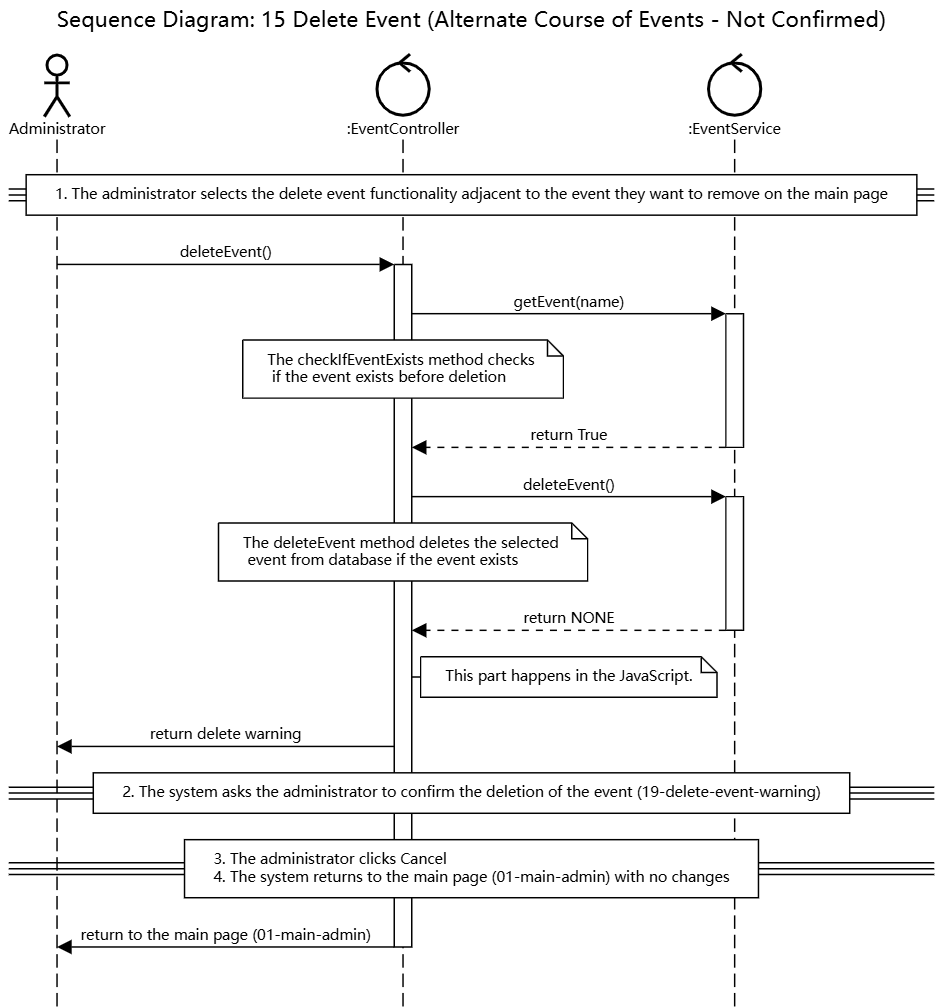 Sequence Diagram: 15 Delete Event (Alternate Course of Events - Not Confirmed)
Administrator
:EventController
:EventService
1. The administrator selects the delete event functionality adjacent to the event they want to remove on the main page
deleteEvent()
getEvent(name)
The checkIfEventExists method checks
if the event exists before deletion
return True
deleteEvent()
The deleteEvent method deletes the selected
event from database if the event exists
return NONE
This part happens in the JavaScript.
return delete warning
2. The system asks the administrator to confirm the deletion of the event (19-delete-event-warning)
3. The administrator clicks Cancel
4. The system returns to the main page (01-main-admin) with no changes
return to the main page (01-main-admin)